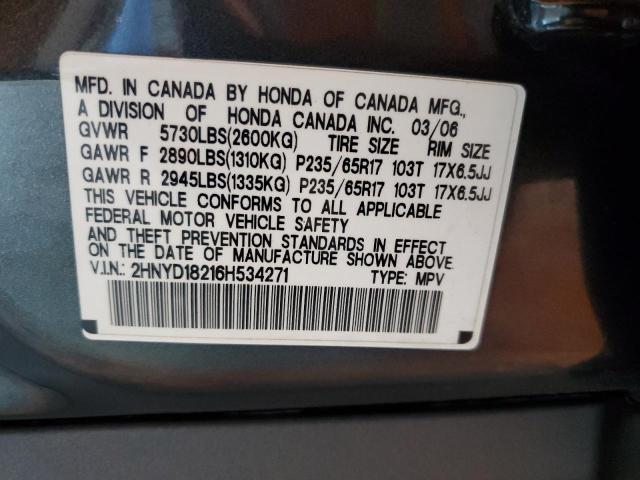 MFD. IN CANADA BY HONDA OF CANADA MFG.,
A DIVISION OF HONDA CANADA INC. 03/06
GVWR 5730LBS(2600KG) TIRE SIZE RIM SIZE
GAWR F 2890LBS(1310KG) P235/65R17 103T 17X6.5JJ
GAWR R 2945LBS(1335KG) P235/65R17 103T 17X6.5JJ
THIS VEHICLE CONFORMS TO ALL APPLICABLE
FEDERAL MOTOR VEHICLE SAFETY
AND THEFT PREVENTION STANDARDS IN EFFECT
ON THE DATE OF MANUFACTURE SHOWN ABOVE.
V.I.N.: 2HNYD18216H534271 TYPE: MPV